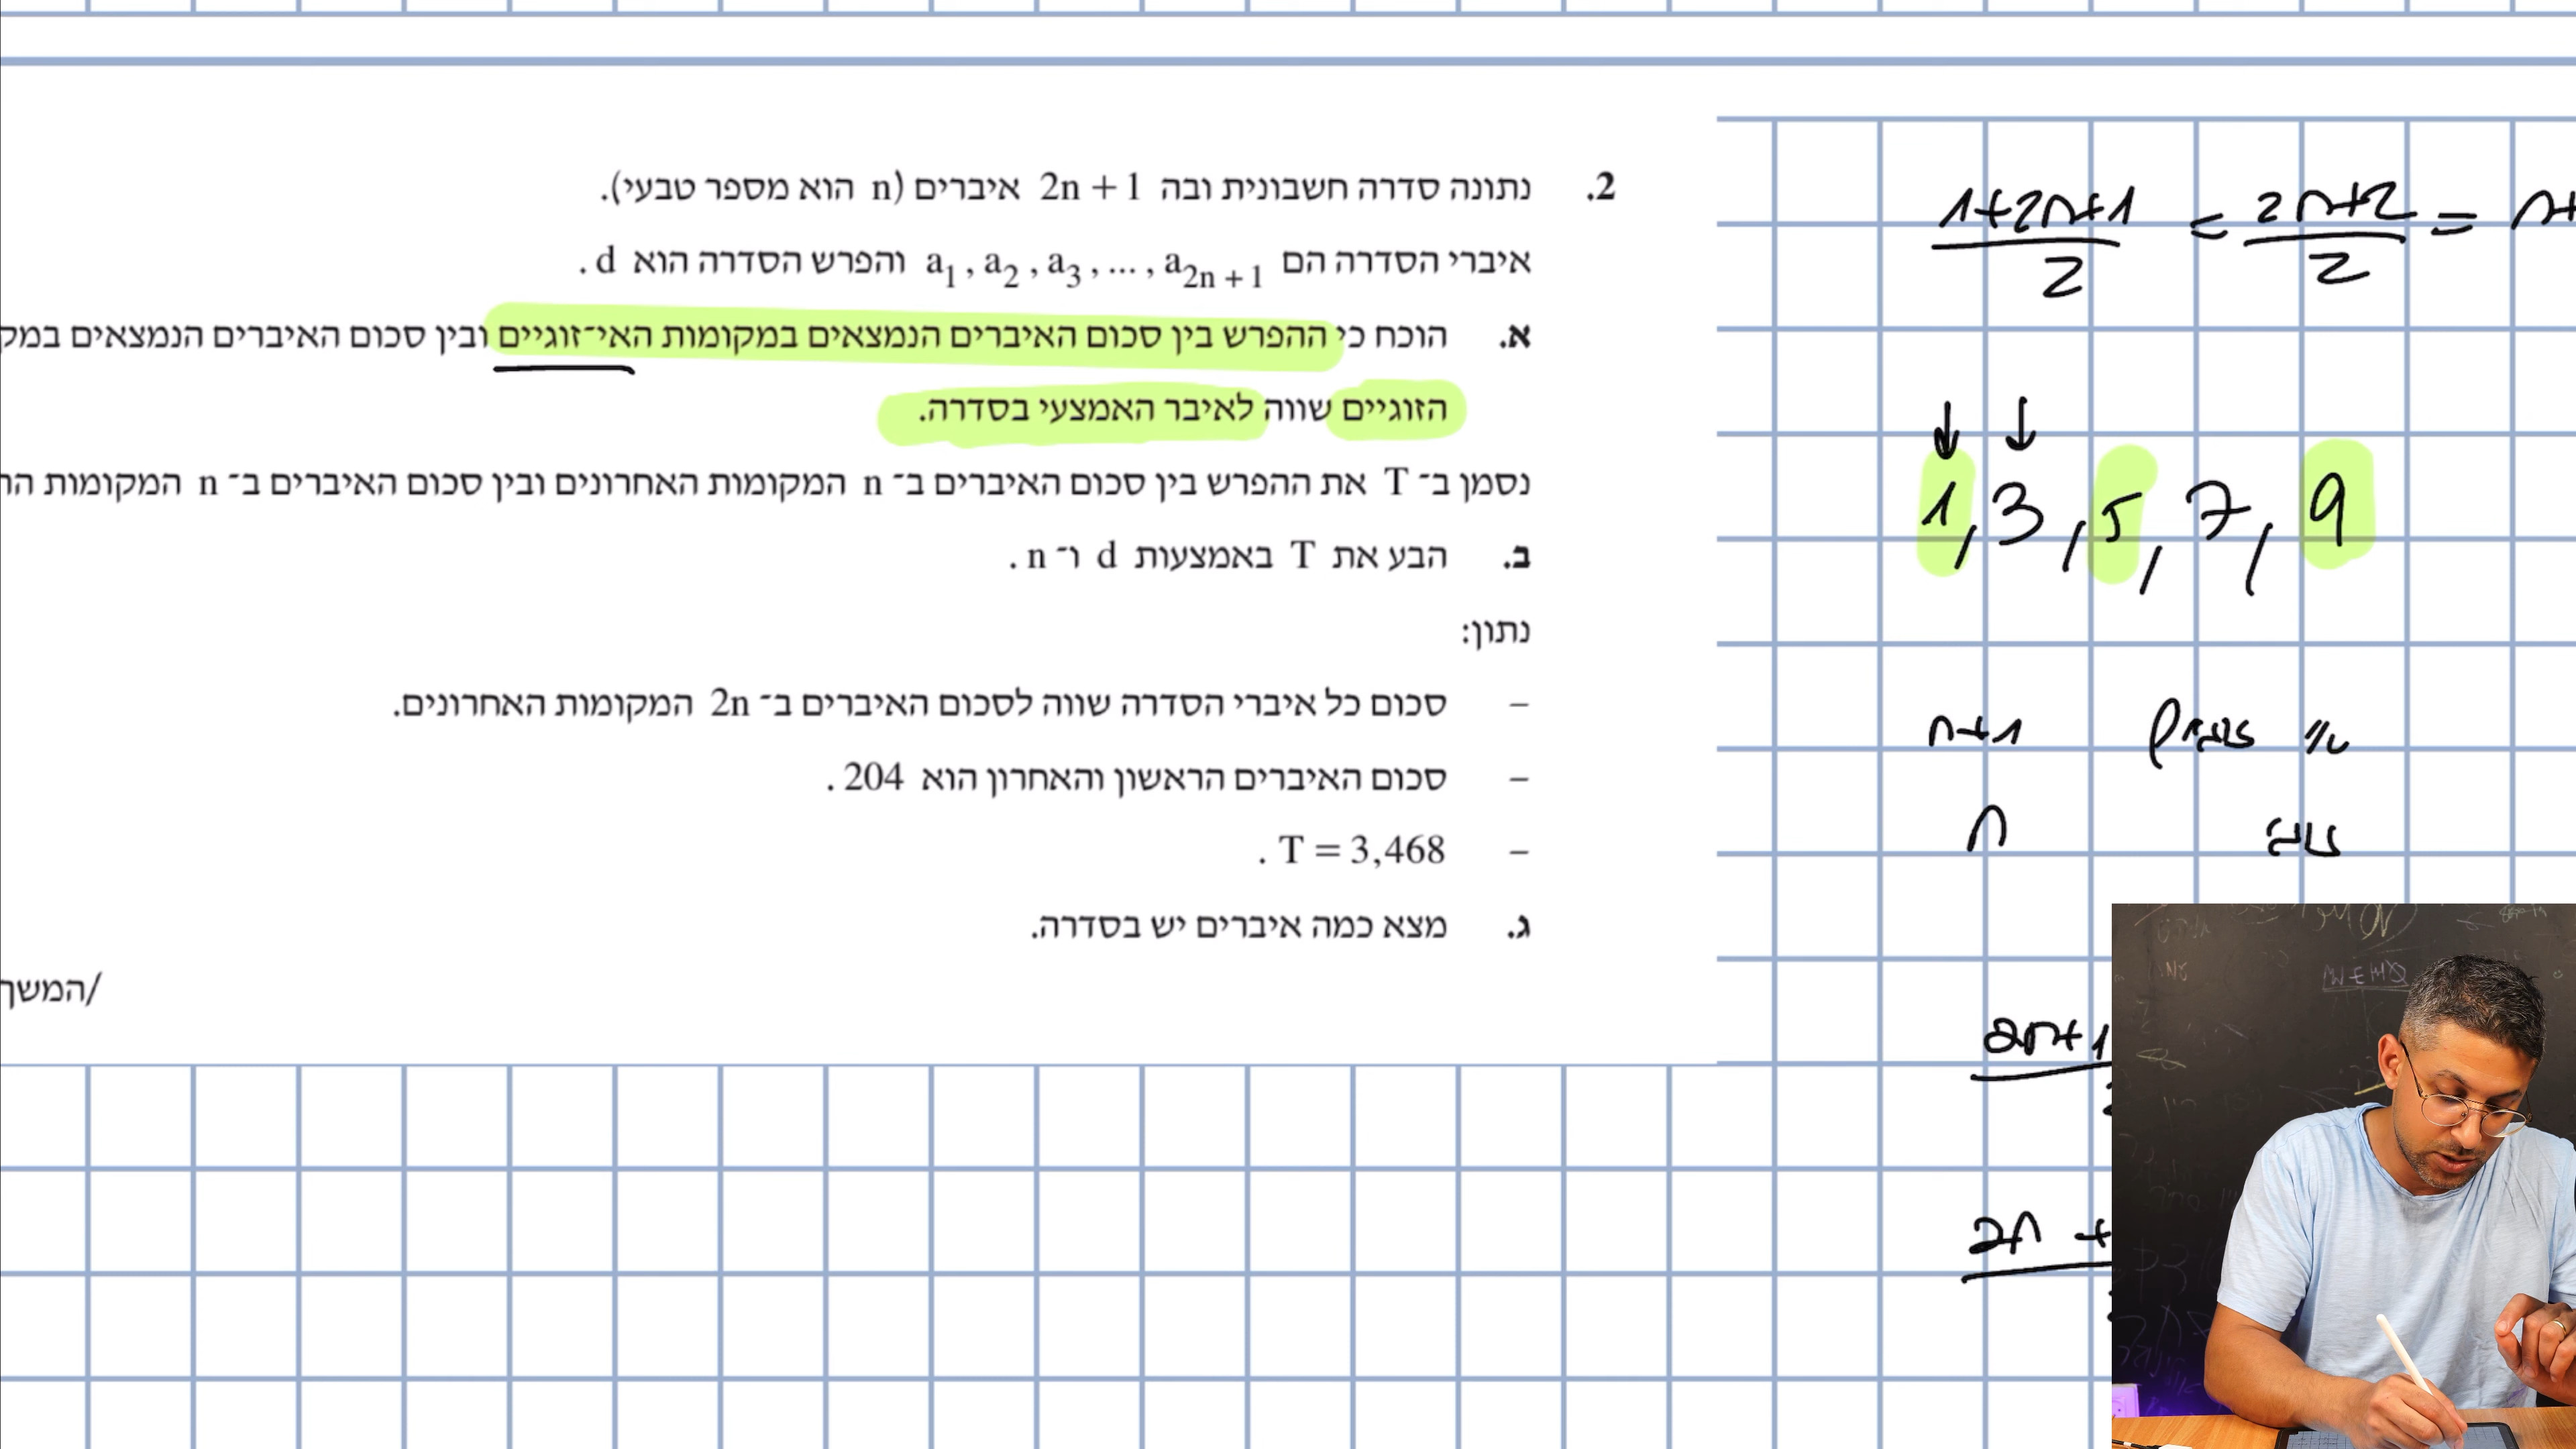 2. נתונה סדרה חשבונית ובה 2n + 1 איברים (n הוא מספר טבעי).
איברי הסדרה הם a1 , a2 , a3 , ... , a2n + 1 והפרש הסדרה הוא d .
א. הוכח כי ההפרש בין סכום האיברים הנמצאים במקומות האי־זוגיים ובין סכום האיברים הנמצאים
הזוגיים שווה לאיבר האמצעי בסדרה.
נסמן ב־ T את ההפרש בין סכום האיברים ב־ n המקומות האחרונים ובין סכום האיברים ב־ n המקומות
ב. הבע את T באמצעות d ו־ n .
נתון:
– סכום כל איברי הסדרה שווה לסכום האיברים ב־ 2n המקומות האחרונים.
– סכום האיברים הראשון והאחרון הוא 204 .
– T = 3,468 .
ג. מצא כמה איברים יש בסדרה.
/המשך
1+2n+1 / 2 = 2n+2 / 2 = n+
1, 3, 5, 7, 9
n+1
n
2n+1
2n +